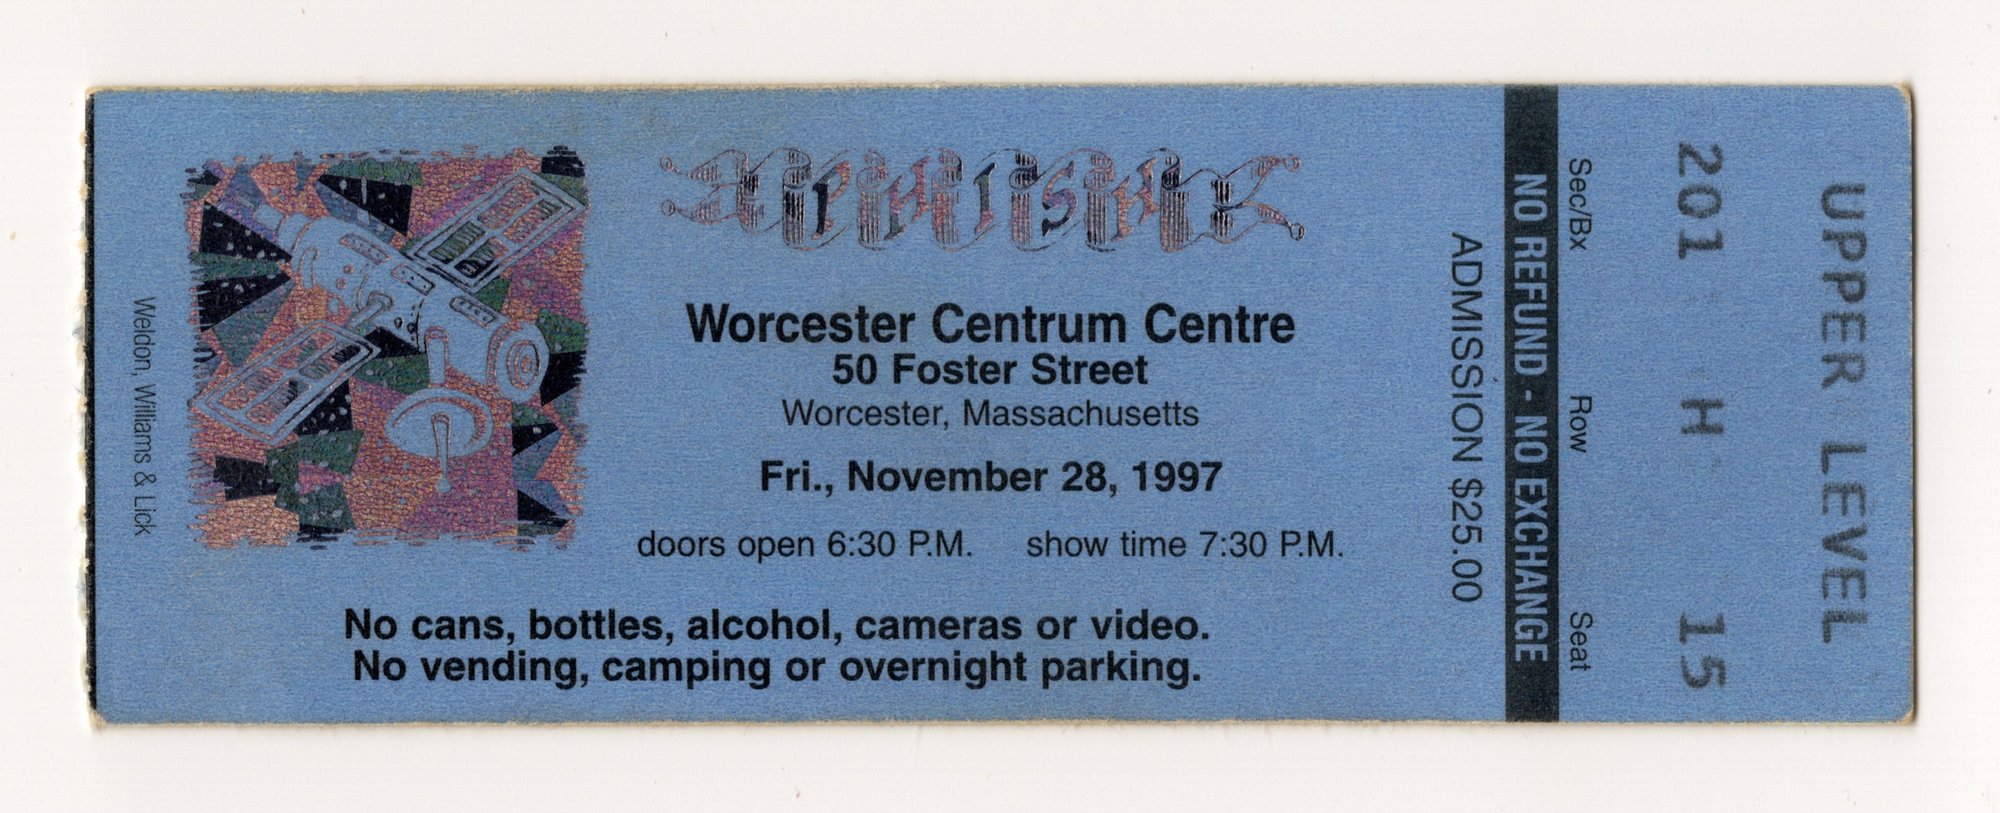 PHISH
Worcester Centrum Centre
50 Foster Street
Worcester, Massachusetts
Fri., November 28, 1997
doors open 6:30 P.M. show time 7:30 P.M.
No cans, bottles, alcohol, cameras or video.
No vending, camping or overnight parking.
Weldon, Williams & Lick
ADMISSION $25.00
NO REFUND - NO EXCHANGE
Sec/Bx Row Seat
201 H 15
UPPER LEVEL